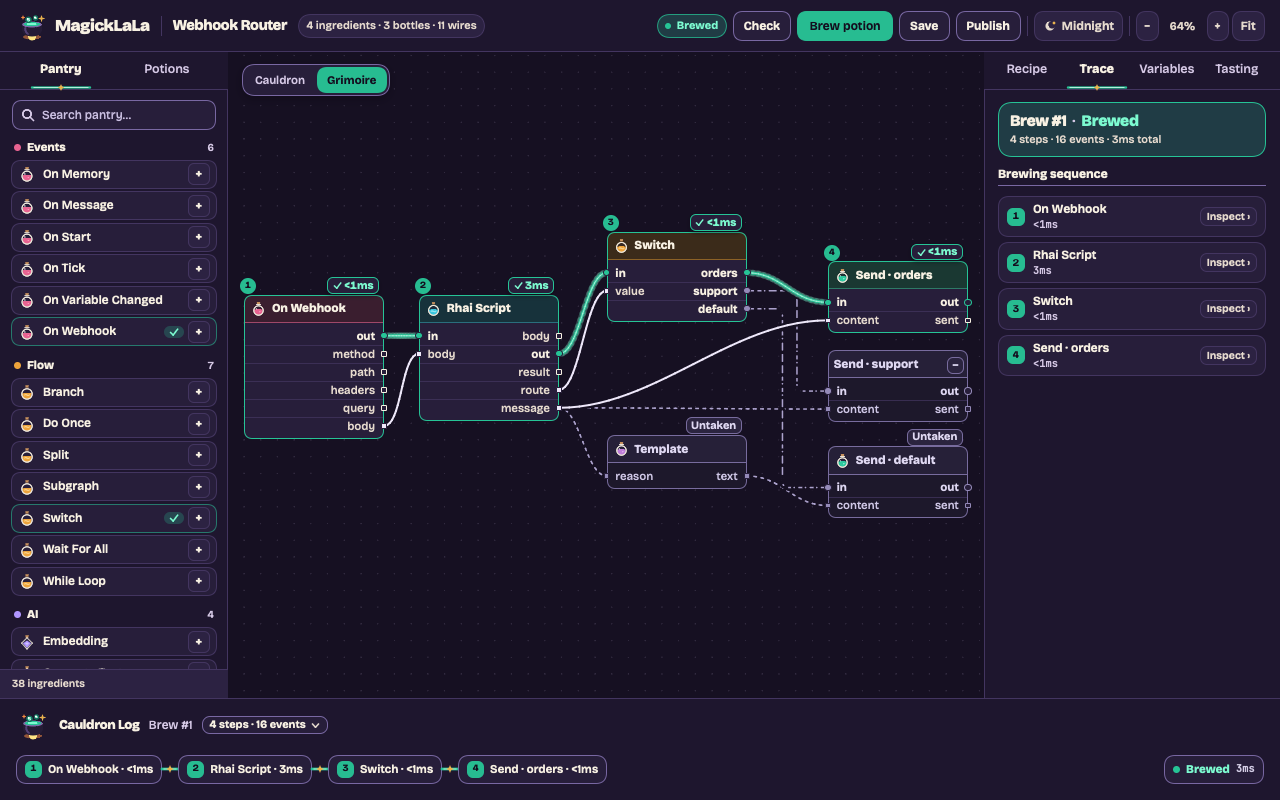 MagickLaLa
Webhook Router
4 ingredients · 3 bottles · 11 wires
Brewed
Check
Brew potion
Save
Publish
Midnight
−
64%
+
Fit
Pantry
Potions
Search pantry...
Events 6
On Memory +
On Message +
On Start +
On Tick +
On Variable Changed +
On Webhook +
Flow 7
Branch +
Do Once +
Split +
Subgraph +
Switch +
Wait For All +
While Loop +
AI 4
Embedding +
38 ingredients
Cauldron
Grimoire
1
<1ms
On Webhook
out
method
path
headers
query
body
2
3ms
Rhai Script
in body
body out
result
route
message
3
<1ms
Switch
in orders
value support
default
Untaken
Template
reason text
4
<1ms
Send · orders
in out
content sent
Send · support −
in out
content sent
Untaken
Send · default
in out
content sent
Recipe
Trace
Variables
Tasting
Brew #1 · Brewed
4 steps · 16 events · 3ms total
Brewing sequence
1 On Webhook Inspect ›
<1ms
2 Rhai Script Inspect ›
3ms
3 Switch Inspect ›
<1ms
4 Send · orders Inspect ›
<1ms
Cauldron Log
Brew #1
4 steps · 16 events
1 On Webhook · <1ms
2 Rhai Script · 3ms
3 Switch · <1ms
4 Send · orders · <1ms
Brewed 3ms